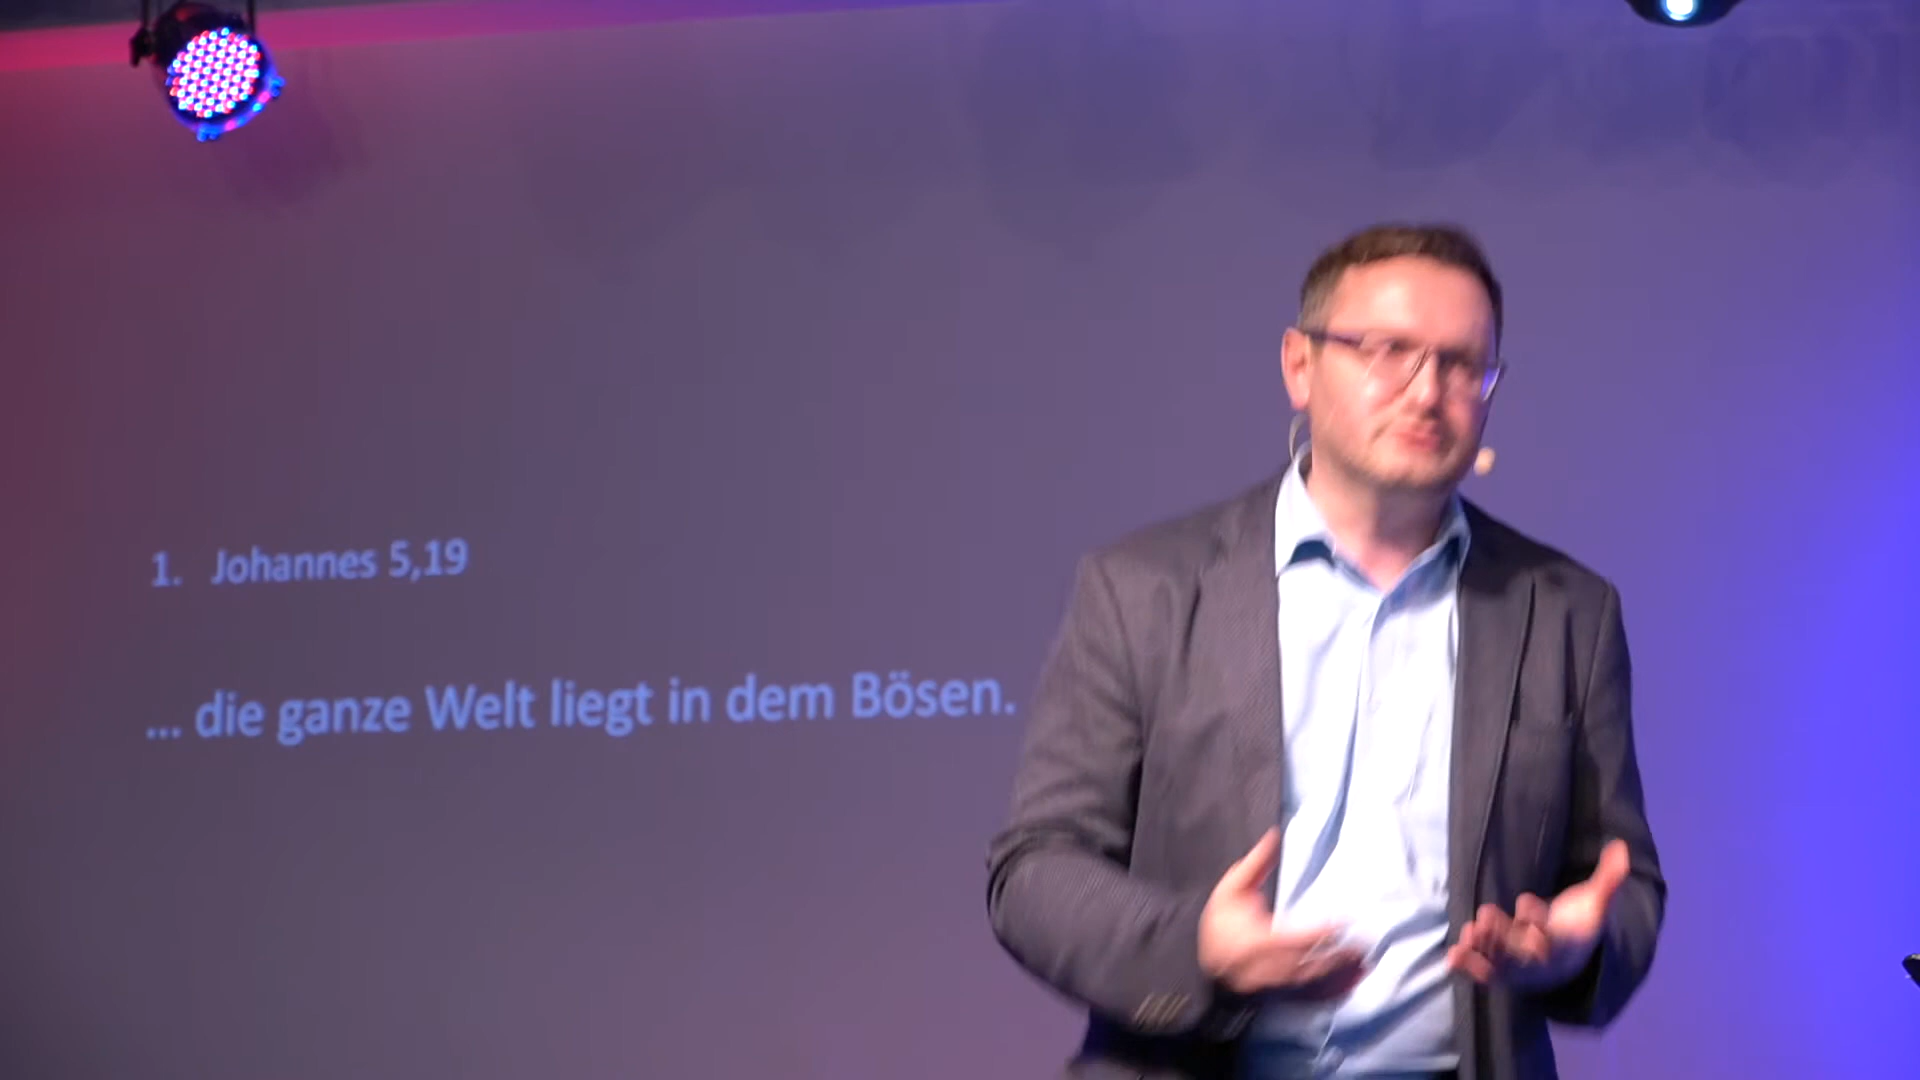 1. Johannes 5,19
... die ganze Welt liegt in dem Bösen.